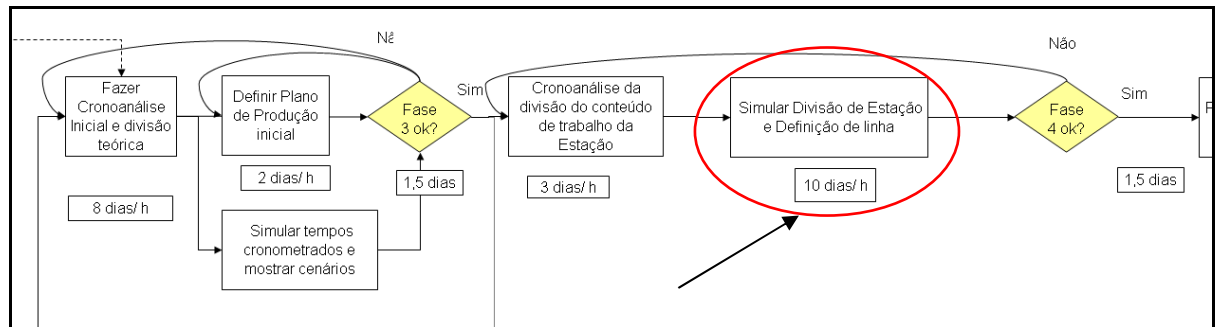 Não
Fazer
Cronoanálise
Inicial e divisão
teórica
8 dias/ h
Definir Plano
de Produção
inicial
2 dias/ h
Simular tempos
cronometrados e
mostrar cenários
Fase
3 ok?
1,5 dias
Sim
Cronoanálise da
divisão do conteúdo
de trabalho da
Estação
3 dias/ h
Simular Divisão de Estação
e Definição de linha
10 dias/ h
Não
Fase
4 ok?
Sim
1,5 dias